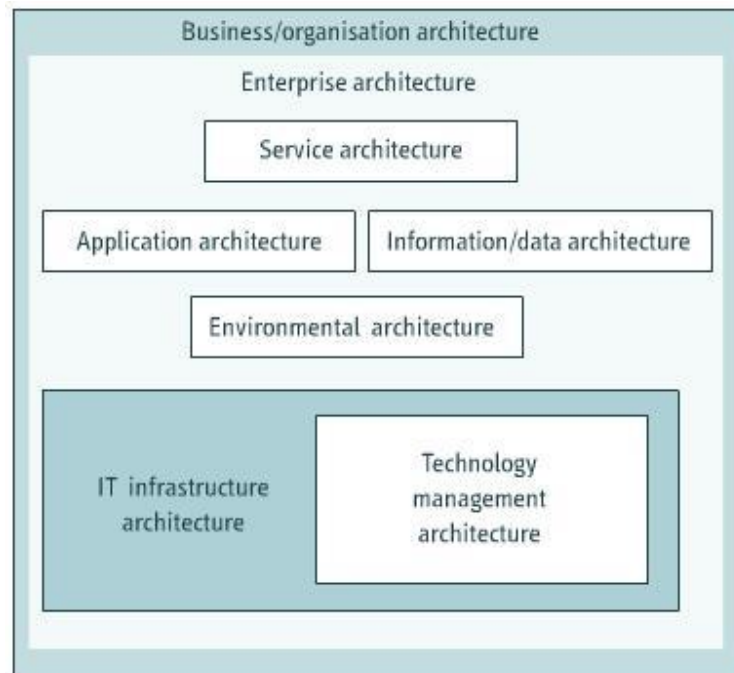 Business/organisation architecture
Enterprise architecture
Service architecture
Application architecture
Information/data architecture
Environmental architecture
IT infrastructure
architecture
Technology
management
architecture